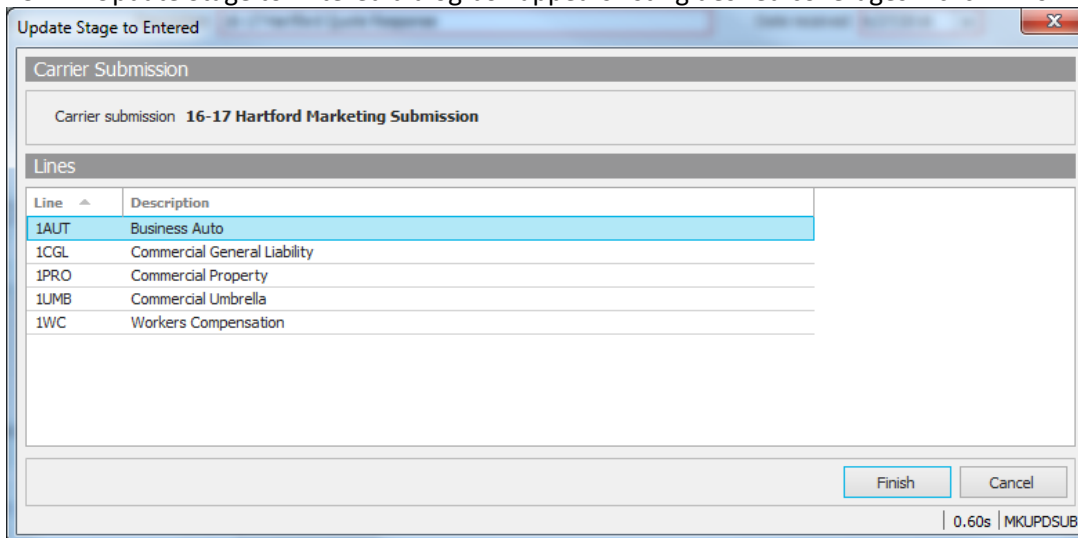 Update Stage to Entered
Carrier Submission
Carrier submission 16-17 Hartford Marketing Submission
Lines
Line Description
1AUT Business Auto
1CGL Commercial General Liability
1PRO Commercial Property
1UMB Commercial Umbrella
1WC Workers Compensation
Finish Cancel
0.60s MKUPDSUB